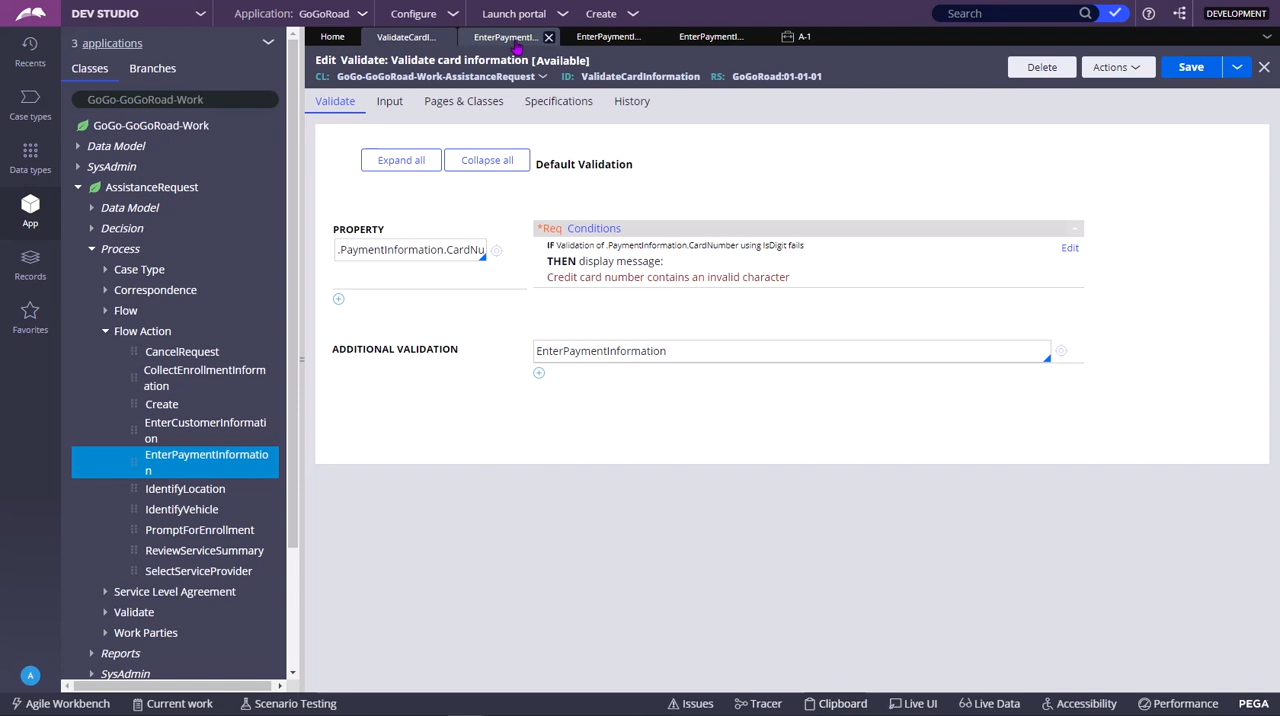 DEV STUDIO
Application: GoGoRoad
Configure
Launch portal
Create
Search
DEVELOPMENT
Recents
Case types
Data types
App
Records
Favorites
A
3 applications
Classes
Branches
GoGo-GoGoRoad-Work
GoGo-GoGoRoad-Work
Data Model
SysAdmin
AssistanceRequest
Data Model
Decision
Process
Case Type
Correspondence
Flow
Flow Action
CancelRequest
CollectEnrollmentInform
ation
Create
EnterCustomerInformati
on
EnterPaymentInformatio
n
IdentifyLocation
IdentifyVehicle
PromptForEnrollment
ReviewServiceSummary
SelectServiceProvider
Service Level Agreement
Validate
Work Parties
Reports
SysAdmin
Home
ValidateCardI...
EnterPaymentI...
EnterPaymentI...
EnterPaymentI...
A-1
Edit Validate: Validate card information [Available]
CL: GoGo-GoGoRoad-Work-AssistanceRequest
ID: ValidateCardInformation
RS: GoGoRoad:01-01-01
Delete
Actions
Save
Validate
Input
Pages & Classes
Specifications
History
Expand all
Collapse all
Default Validation
PROPERTY
.PaymentInformation.CardNu
*Req Conditions
IF Validation of .PaymentInformation.CardNumber using IsDigit fails
THEN display message:
Credit card number contains an invalid character
Edit
ADDITIONAL VALIDATION
EnterPaymentInformation
Agile Workbench
Current work
Scenario Testing
Issues
Tracer
Clipboard
Live UI
Live Data
Accessibility
Performance
PEGA